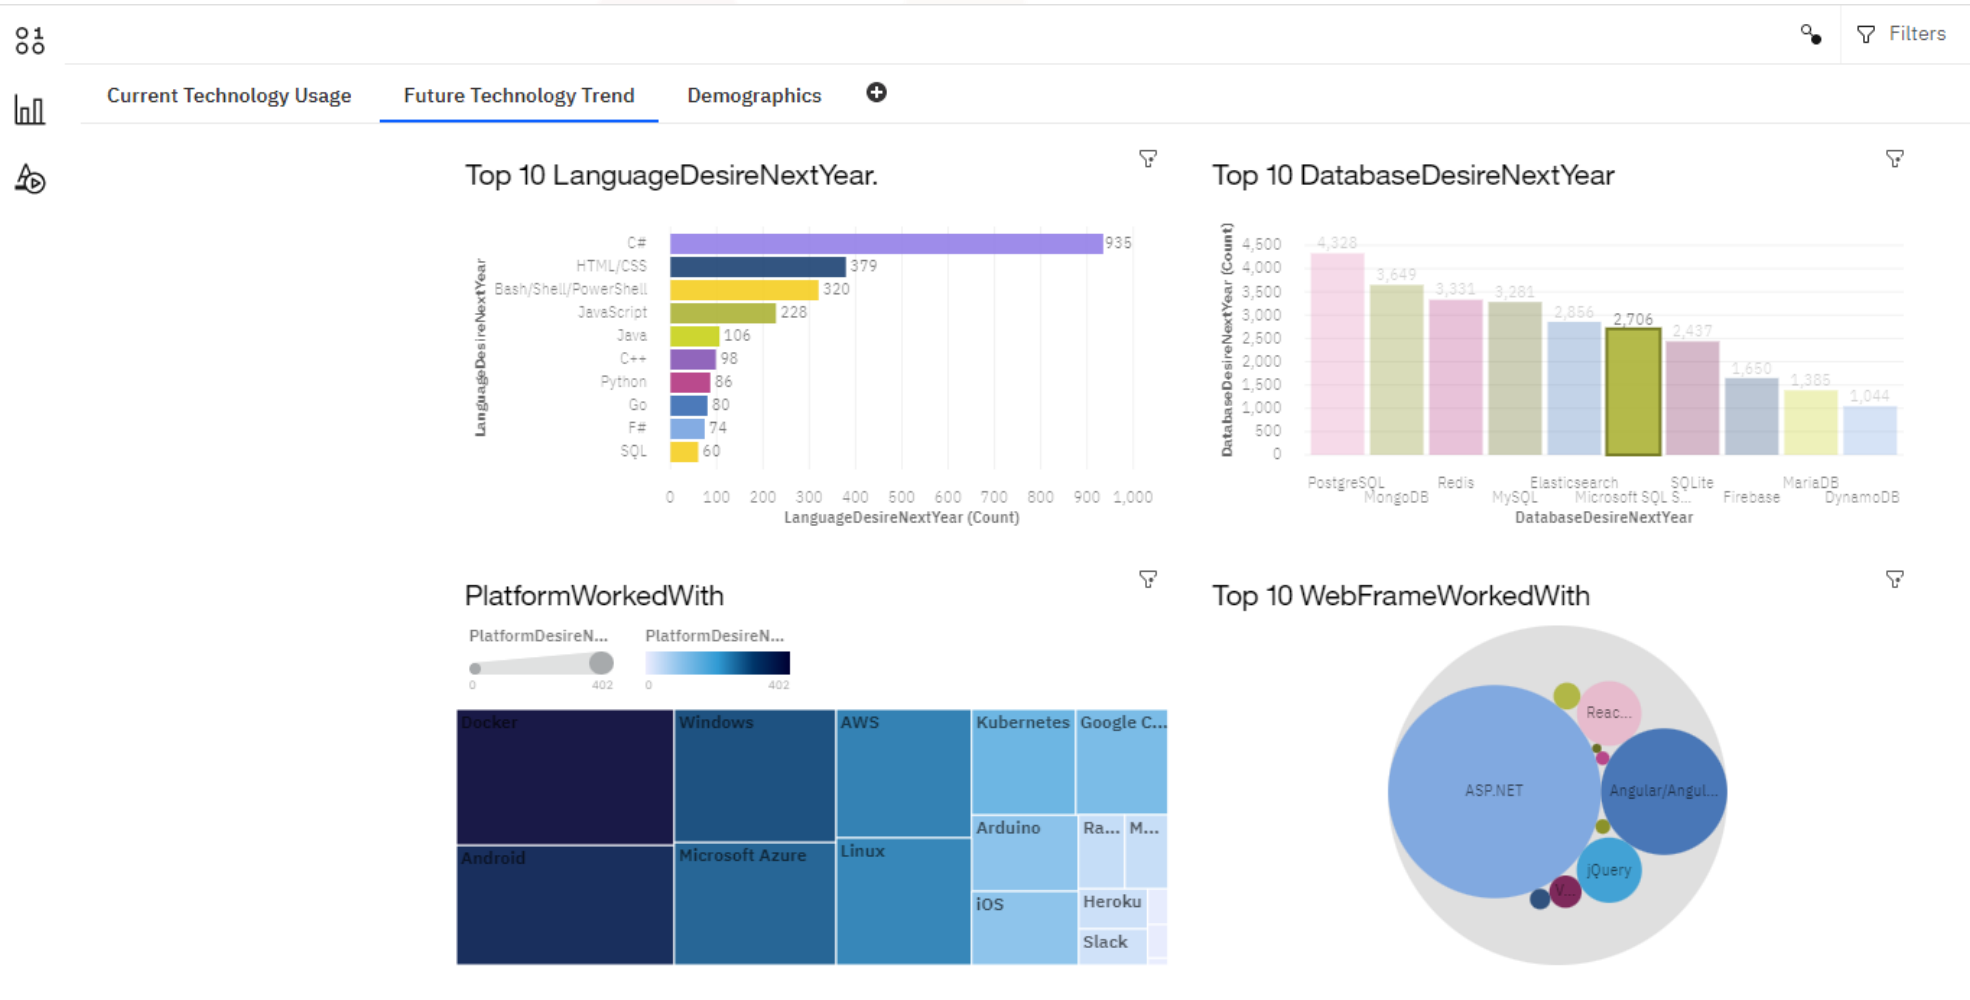 Filters
Current Technology Usage
Future Technology Trend
Demographics
Top 10 LanguageDesireNextYear.
LanguageDesireNextYear
C#
935
HTML/CSS
379
Bash/Shell/PowerShell
320
JavaScript
228
Java
106
C++
98
Python
86
Go
80
F#
74
SQL
60
0 100 200 300 400 500 600 700 800 900 1,000
LanguageDesireNextYear (Count)
Top 10 DatabaseDesireNextYear
DatabaseDesireNextYear (Count)
4,500
4,000
3,500
3,000
2,500
2,000
1,500
1,000
500
0
4,328
3,649
3,331
3,281
2,856
2,706
2,437
1,650
1,385
1,044
PostgreSQL
MongoDB
Redis
MySQL
Elasticsearch
Microsoft SQL S...
SQLite
Firebase
MariaDB
DynamoDB
DatabaseDesireNextYear
PlatformWorkedWith
PlatformDesireN...
0 402
PlatformDesireN...
0 402
Docker
Windows
AWS
Kubernetes
Google C...
Android
Microsoft Azure
Linux
Arduino
Ra...
M...
iOS
Heroku
Slack
Top 10 WebFrameWorkedWith
Reac...
ASP.NET
Angular/Angul...
jQuery
V...